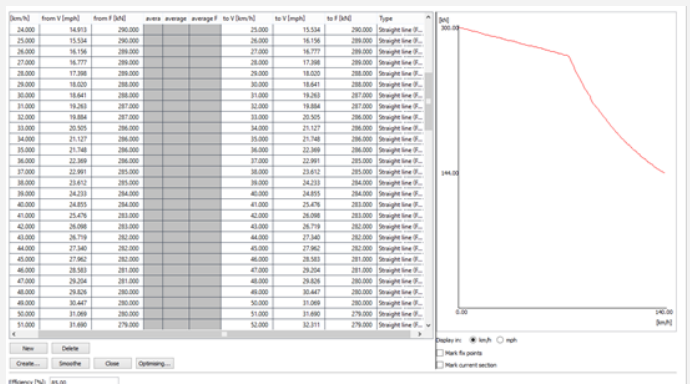 [km/h] from V [mph] from F [kN] avera average average F to V [km/h] to V [mph] to F [kN] Type
24.000 14.913 290.000 25.000 15.534 290.000 Straight line (F...
25.000 15.534 290.000 26.000 16.156 289.000 Straight line (F...
26.000 16.156 289.000 27.000 16.777 289.000 Straight line (F...
27.000 16.777 289.000 28.000 17.398 289.000 Straight line (F...
28.000 17.398 289.000 29.000 18.020 288.000 Straight line (F...
29.000 18.020 288.000 30.000 18.641 288.000 Straight line (F...
30.000 18.641 288.000 31.000 19.263 287.000 Straight line (F...
31.000 19.263 287.000 32.000 19.884 287.000 Straight line (F...
32.000 19.884 287.000 33.000 20.505 286.000 Straight line (F...
33.000 20.505 286.000 34.000 21.127 286.000 Straight line (F...
34.000 21.127 286.000 35.000 21.748 286.000 Straight line (F...
35.000 21.748 286.000 36.000 22.369 286.000 Straight line (F...
36.000 22.369 286.000 37.000 22.991 285.000 Straight line (F...
37.000 22.991 285.000 38.000 23.612 285.000 Straight line (F...
38.000 23.612 285.000 39.000 24.233 284.000 Straight line (F...
39.000 24.233 284.000 40.000 24.855 284.000 Straight line (F...
40.000 24.855 284.000 41.000 25.476 283.000 Straight line (F...
41.000 25.476 283.000 42.000 26.098 283.000 Straight line (F...
42.000 26.098 283.000 43.000 26.719 282.000 Straight line (F...
43.000 26.719 282.000 44.000 27.340 282.000 Straight line (F...
44.000 27.340 282.000 45.000 27.962 282.000 Straight line (F...
45.000 27.962 282.000 46.000 28.583 281.000 Straight line (F...
46.000 28.583 281.000 47.000 29.204 281.000 Straight line (F...
47.000 29.204 281.000 48.000 29.826 280.000 Straight line (F...
48.000 29.826 280.000 49.000 30.447 280.000 Straight line (F...
49.000 30.447 280.000 50.000 31.069 280.000 Straight line (F...
50.000 31.069 280.000 51.000 31.690 279.000 Straight line (F...
51.000 31.690 279.000 52.000 32.311 279.000 Straight line (F...
New Delete
Create... Smoothe Close Optimising...
Efficiency [%]: 85.00
[kN]
300.00
144.00
0.00 140.00
[km/h]
Display in: km/h mph
Mark fix points
Mark current section